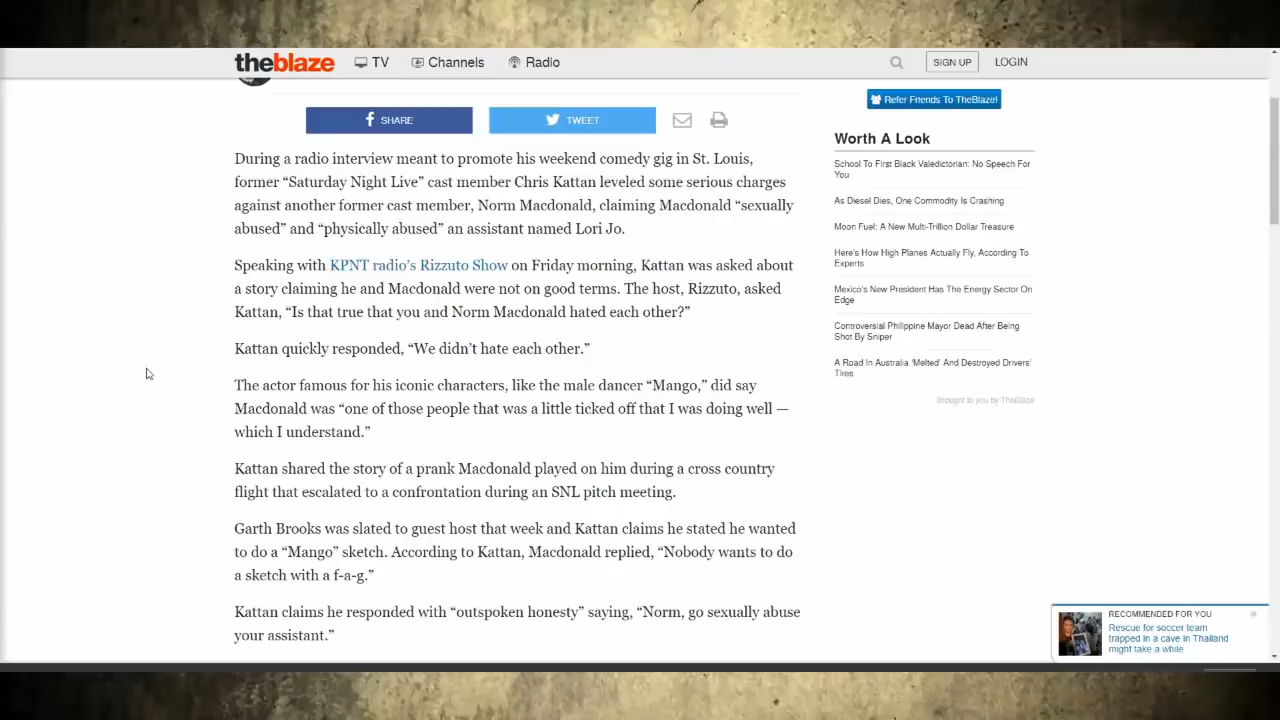 theblaze TV Channels Radio SIGN UP LOGIN
SHARE TWEET
During a radio interview meant to promote his weekend comedy gig in St. Louis,
former “Saturday Night Live” cast member Chris Kattan leveled some serious charges
against another former cast member, Norm Macdonald, claiming Macdonald “sexually
abused” and “physically abused” an assistant named Lori Jo.
Speaking with KPNT radio’s Rizzuto Show on Friday morning, Kattan was asked about
a story claiming he and Macdonald were not on good terms. The host, Rizzuto, asked
Kattan, “Is that true that you and Norm Macdonald hated each other?”
Kattan quickly responded, “We didn’t hate each other.”
The actor famous for his iconic characters, like the male dancer “Mango,” did say
Macdonald was “one of those people that was a little ticked off that I was doing well —
which I understand.”
Kattan shared the story of a prank Macdonald played on him during a cross country
flight that escalated to a confrontation during an SNL pitch meeting.
Garth Brooks was slated to guest host that week and Kattan claims he stated he wanted
to do a “Mango” sketch. According to Kattan, Macdonald replied, “Nobody wants to do
a sketch with a f-a-g.”
Kattan claims he responded with “outspoken honesty” saying, “Norm, go sexually abuse
your assistant.”
Refer Friends To TheBlaze!
Worth A Look
School To First Black Valedictorian: No Speech For
You
As Diesel Dies, One Commodity Is Crashing
Moon Fuel: A New Multi-Trillion Dollar Treasure
Here's How High Planes Actually Fly, According To
Experts
Mexico's New President Has The Energy Sector On
Edge
Controversial Philippine Mayor Dead After Being
Shot By Sniper
A Road In Australia 'Melted' And Destroyed Drivers'
Tires
Brought to you by TheBlaze
RECOMMENDED FOR YOU
Rescue for soccer team
trapped in a cave in Thailand
might take a while